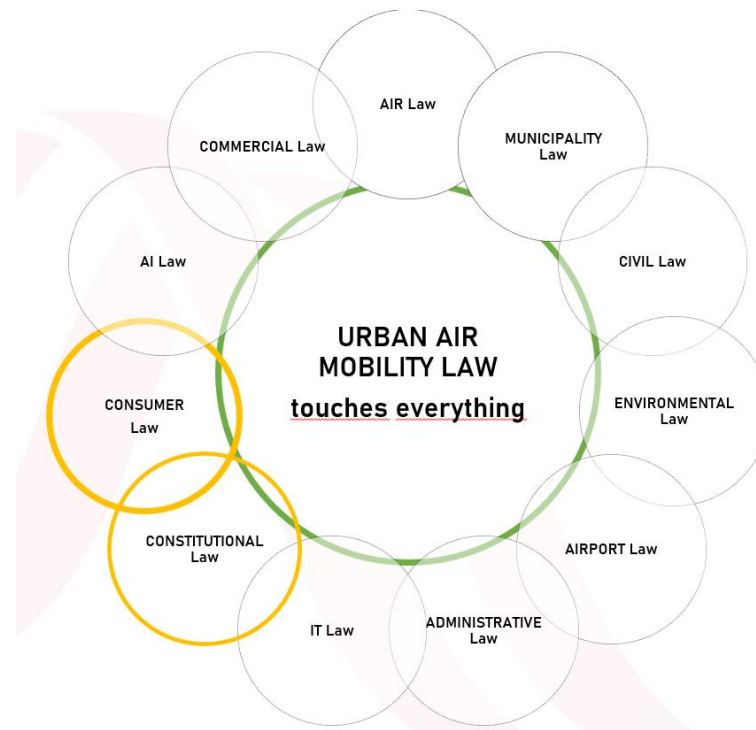 AIR Law
COMMERCIAL Law
MUNICIPALITY
Law
AI Law
CIVIL Law
URBAN AIR
MOBILITY LAW
touches everything
CONSUMER
Law
ENVIRONMENTAL
Law
CONSTITUTIONAL
Law
AIRPORT Law
IT Law
ADMINISTRATIVE
Law